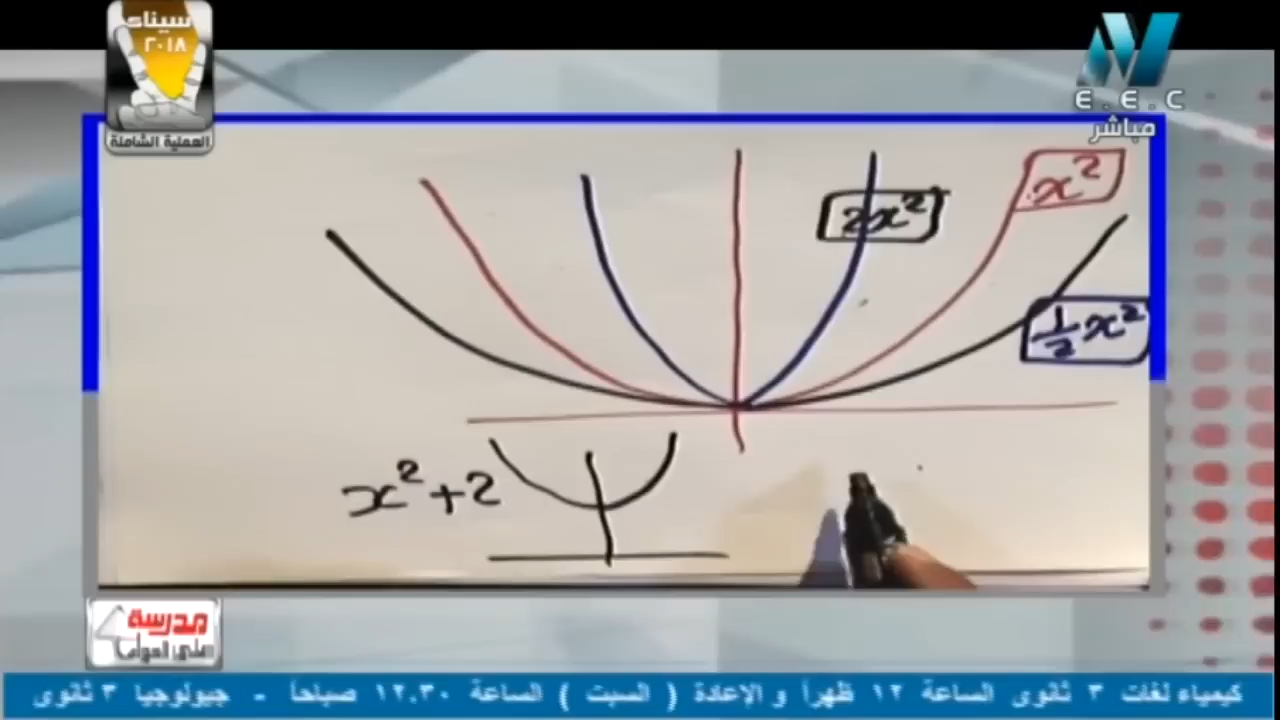 سيناء
٢٠١٨
العملية الشاملة
E.E.C
مباشر
2x²
x²
½x²
x²+2
مدرسة
على الهواء
كيمياء لغات ٣ ثانوى الساعة ١٢ ظهراً و الإعادة ( السبت ) الساعة ١٢.٣٠ صباحاً - جيولوجيا ٣ ثانوى